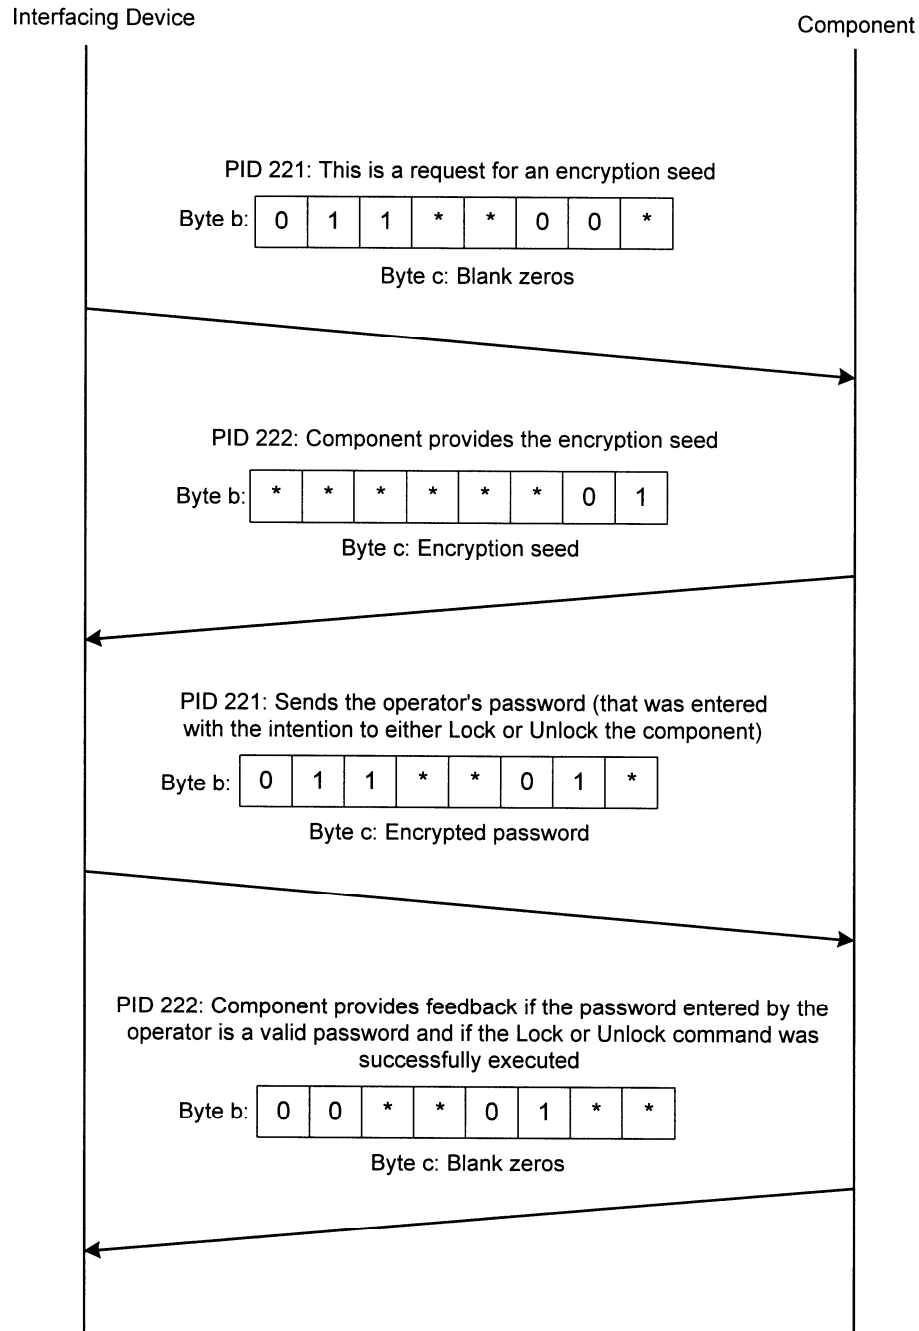 Interfacing Device
Component
PID 221: This is a request for an encryption seed
Byte b: 0 1 1 * * 0 0 *
Byte c: Blank zeros
PID 222: Component provides the encryption seed
Byte b: * * * * * * 0 1
Byte c: Encryption seed
PID 221: Sends the operator's password (that was entered
with the intention to either Lock or Unlock the component)
Byte b: 0 1 1 * * 0 1 *
Byte c: Encrypted password
PID 222: Component provides feedback if the password entered by the
operator is a valid password and if the Lock or Unlock command was
successfully executed
Byte b: 0 0 * * 0 1 * *
Byte c: Blank zeros